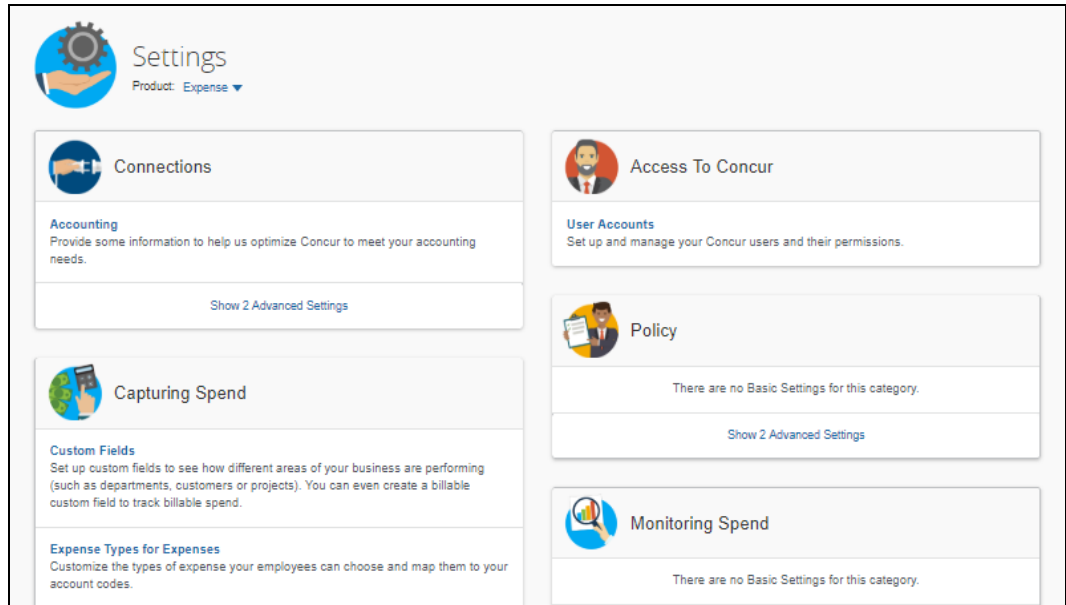 Settings
Product: Expense
Connections
Accounting
Provide some information to help us optimize Concur to meet your accounting
needs.
Show 2 Advanced Settings
Capturing Spend
Custom Fields
Set up custom fields to see how different areas of your business are performing
(such as departments, customers or projects). You can even create a billable
custom field to track billable spend.
Expense Types for Expenses
Customize the types of expense your employees can choose and map them to your
account codes.
Access To Concur
User Accounts
Set up and manage your Concur users and their permissions.
Policy
There are no Basic Settings for this category.
Show 2 Advanced Settings
Monitoring Spend
There are no Basic Settings for this category.